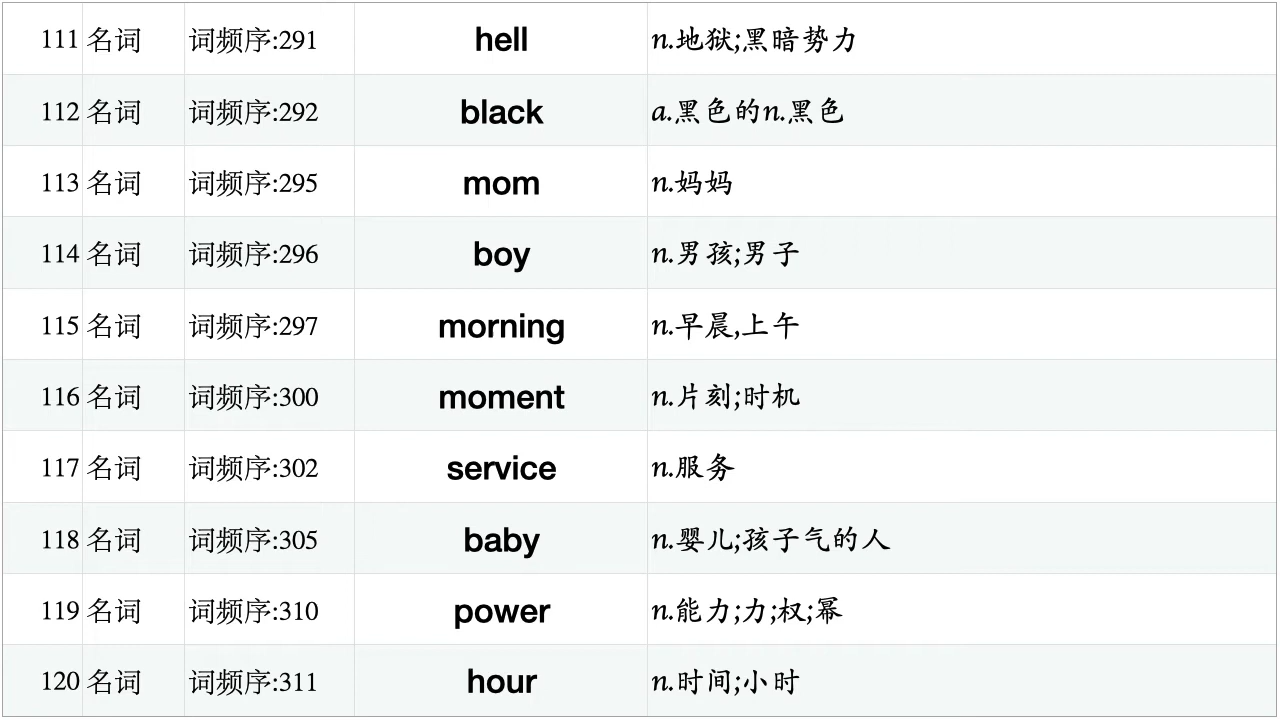 111 名词 词频序:291 hell n.地狱;黑暗势力
112 名词 词频序:292 black a.黑色的n.黑色
113 名词 词频序:295 mom n.妈妈
114 名词 词频序:296 boy n.男孩;男子
115 名词 词频序:297 morning n.早晨,上午
116 名词 词频序:300 moment n.片刻;时机
117 名词 词频序:302 service n.服务
118 名词 词频序:305 baby n.婴儿;孩子气的人
119 名词 词频序:310 power n.能力;力;权;幂
120 名词 词频序:311 hour n.时间;小时